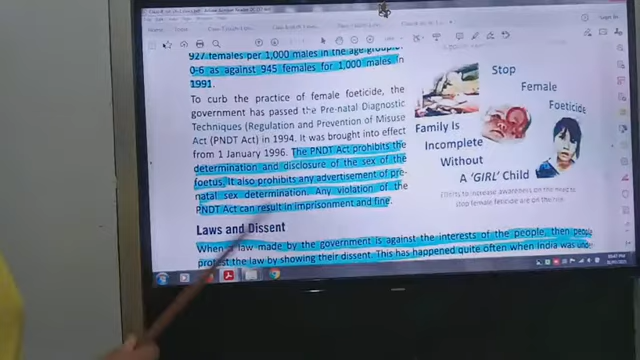 927 females per 1,000 males in the age group of
0-6 as against 945 females for 1,000 males in
1991.
To curb the practice of female foeticide, the
government has passed the Pre-natal Diagnostic
Techniques (Regulation and Prevention of Misuse
Act (PNDT Act) in 1994. It was brought into effect
from 1 January 1996. The PNDT Act prohibits the
determination and disclosure of the sex of the
foetus. It also prohibits any advertisement of pre-
natal sex determination. Any violation of the
PNDT Act can result in imprisonment and fine.
Stop
Female
Foeticide
Family Is
Incomplete
Without
A 'GIRL' Child
Efforts to increase awareness on the need to
stop female feticide are on the rise.
Laws and Dissent
When a law made by the government is against the interests of the people, then people
protest the law by showing their dissent. This has happened quite often when India was